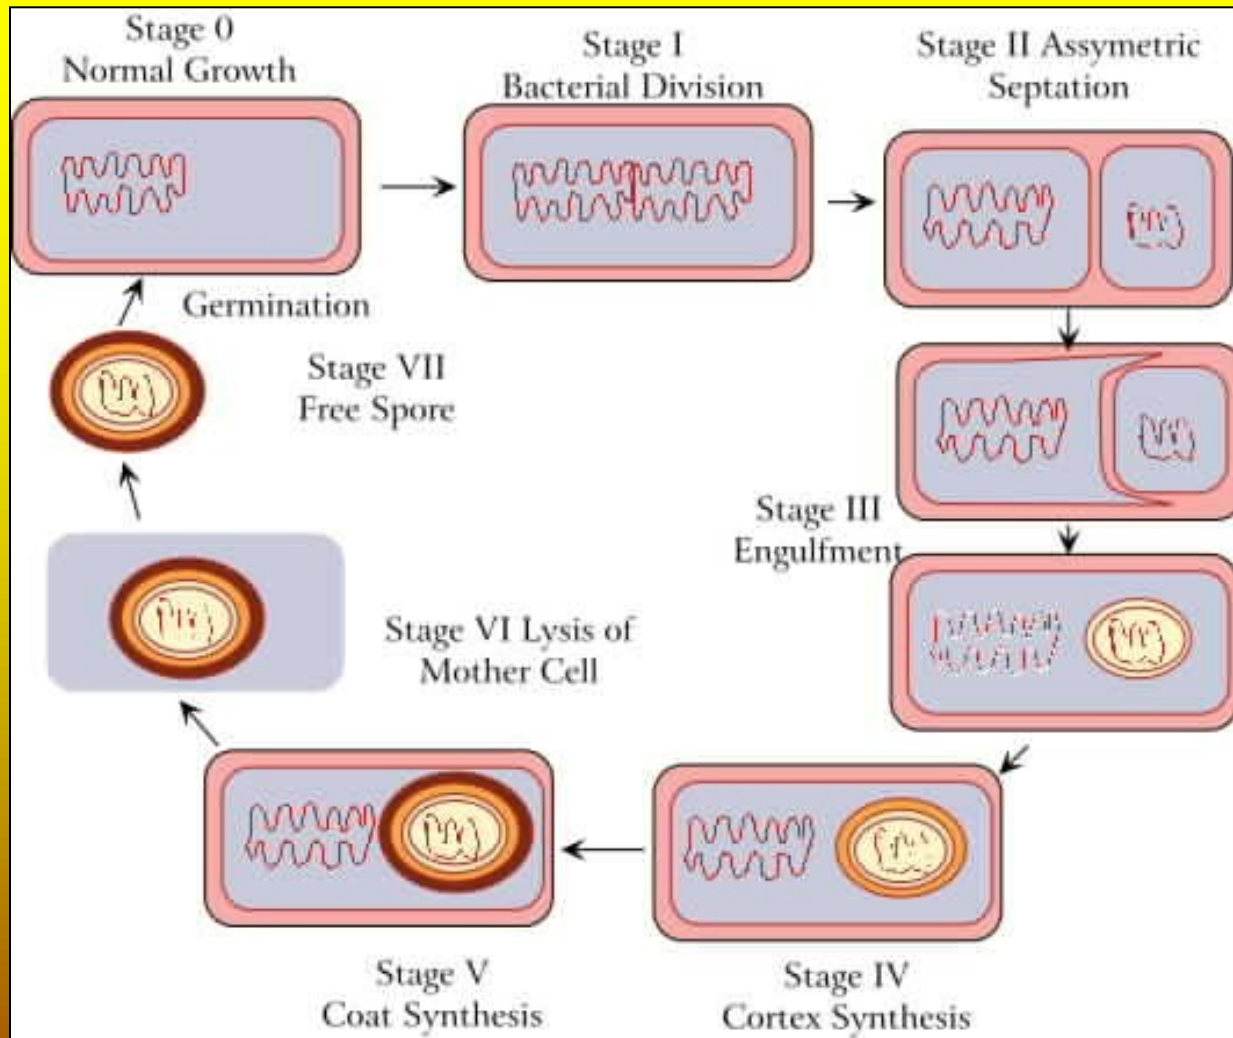 Stage 0
Normal Growth
Stage I
Bacterial Division
Stage II Assymetric
Septation
Stage III
Engulfment
Stage IV
Cortex Synthesis
Stage V
Coat Synthesis
Stage VI Lysis of
Mother Cell
Stage VII
Free Spore
Germination